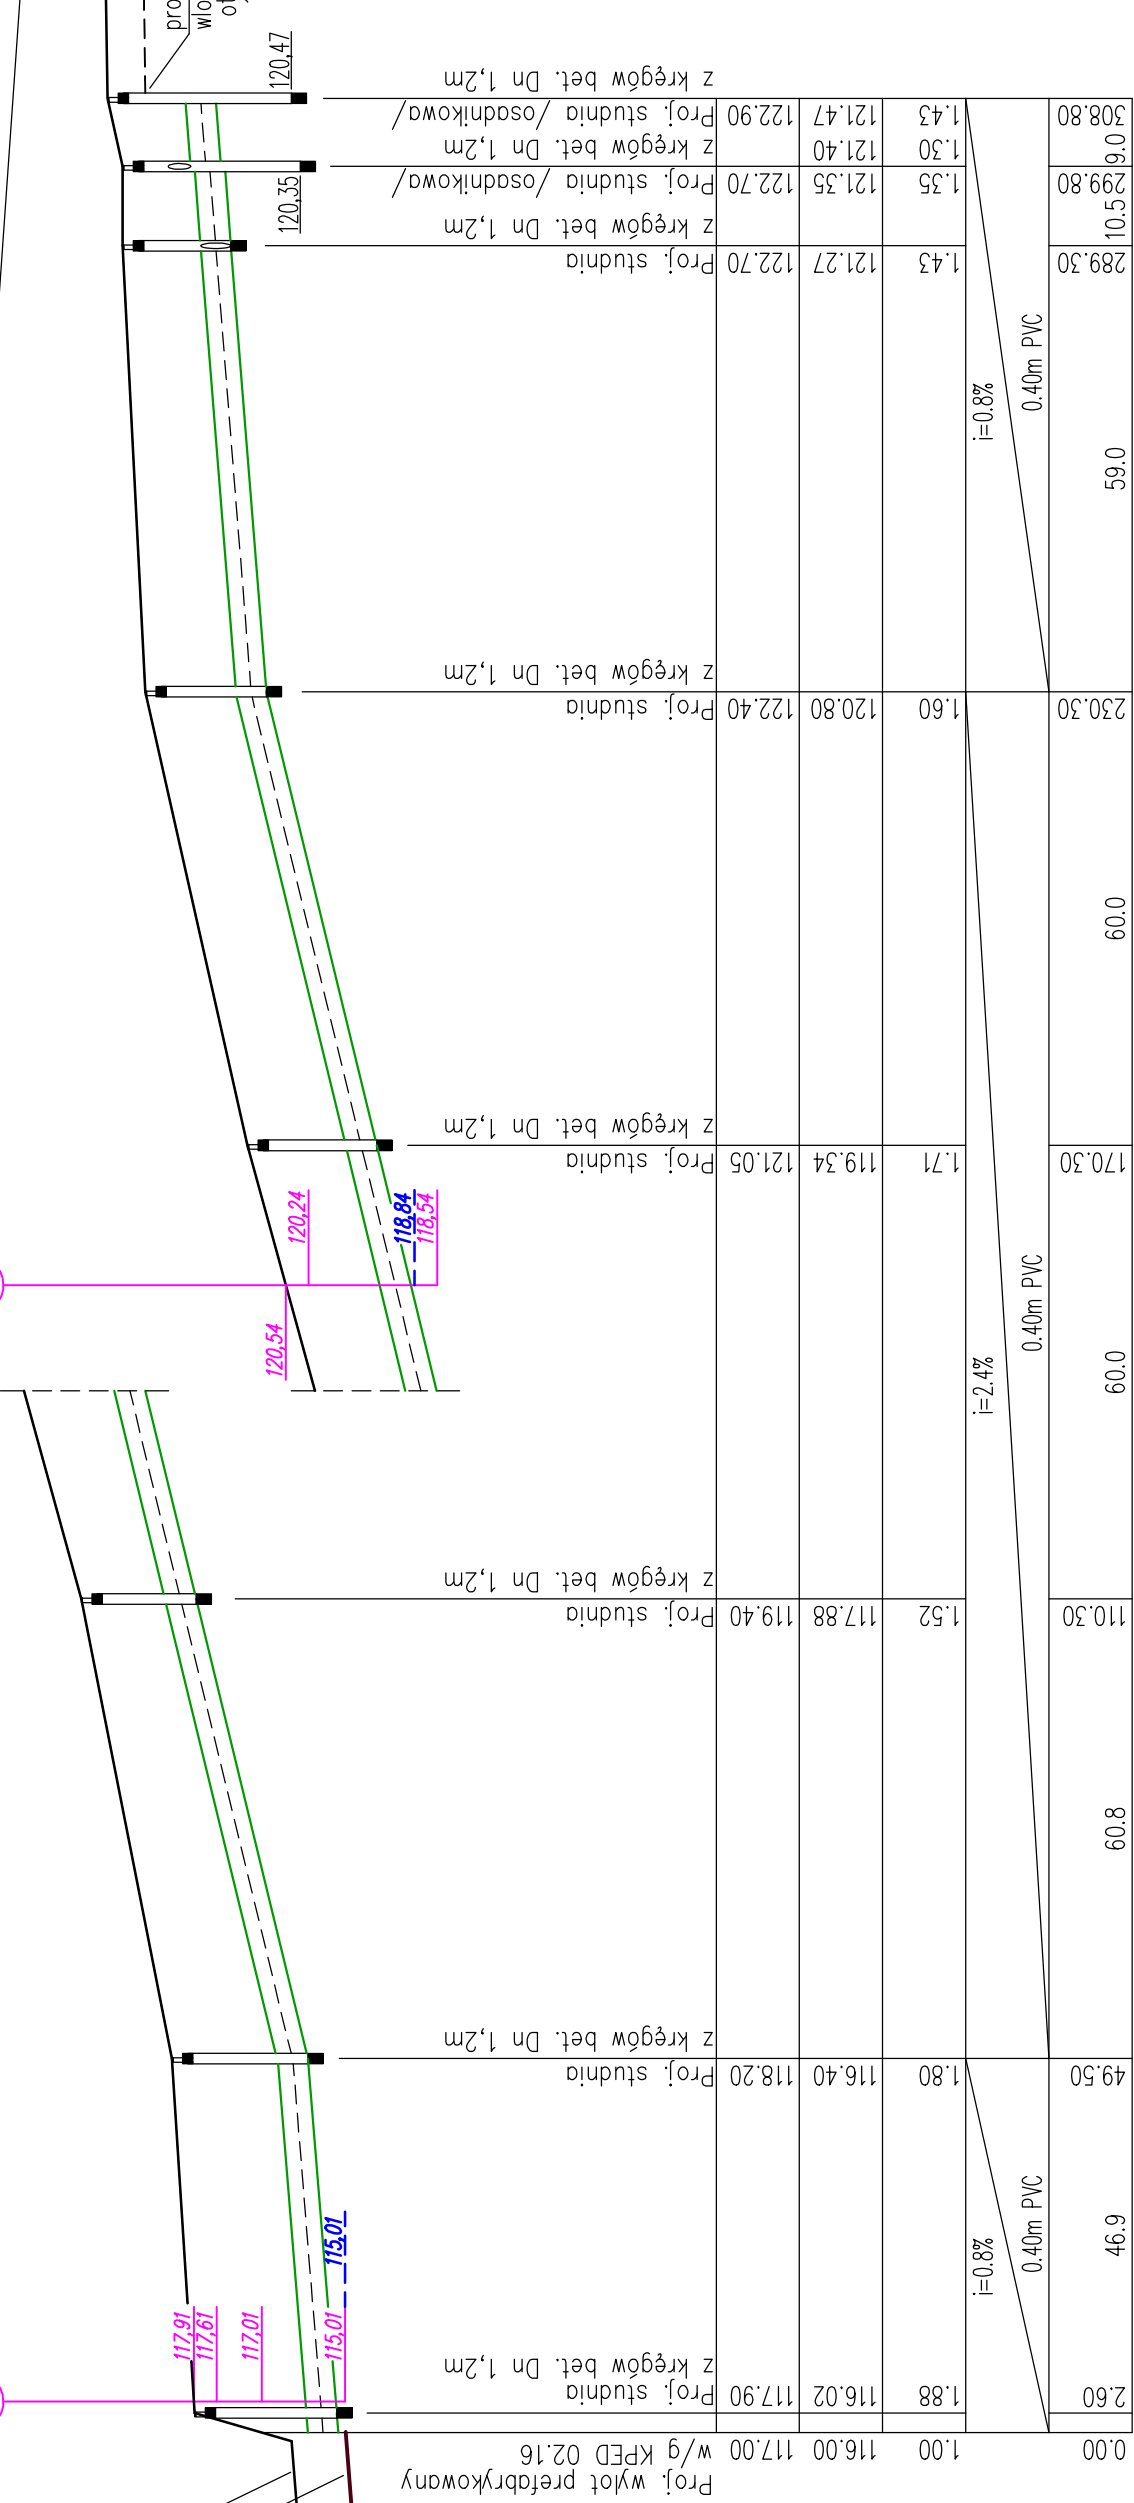 pro
wlo
ot
120,47
120,35
Proj. wylot prefabrykowany
w/g KPED 02.16
117.00
116.00
1.00
0.00
z kręgów bet. Dn 1,2m
Proj. studnia
117.90
116.02
1.88
2.60
z kręgów bet. Dn 1,2m
Proj. studnia
118.20
116.40
1.80
49.50
z kręgów bet. Dn 1,2m
Proj. studnia
119.40
117.88
1.52
110.30
z kręgów bet. Dn 1,2m
Proj. studnia
121.05
119.34
1.71
170.30
z kręgów bet. Dn 1,2m
Proj. studnia
122.40
120.80
1.60
230.30
z kręgów bet. Dn 1,2m
Proj. studnia
122.70
121.27
1.43
289.30
z kręgów bet. Dn 1,2m
Proj. studnia /osadnikowa/
122.70
121.40
121.35
1.30
1.35
299.80
z kręgów bet. Dn 1,2m
Proj. studnia /osadnikowa/
122.90
121.47
1.43
308.80
i=0.8%
0.40m PVC
i=2.4%
0.40m PVC
i=0.8%
0.40m PVC
46.9
60.8
60.0
60.0
59.0
10.5
9.0
117,91
117,61
117,01
115,01
115,01
120,54
120,24
118,84
118,54